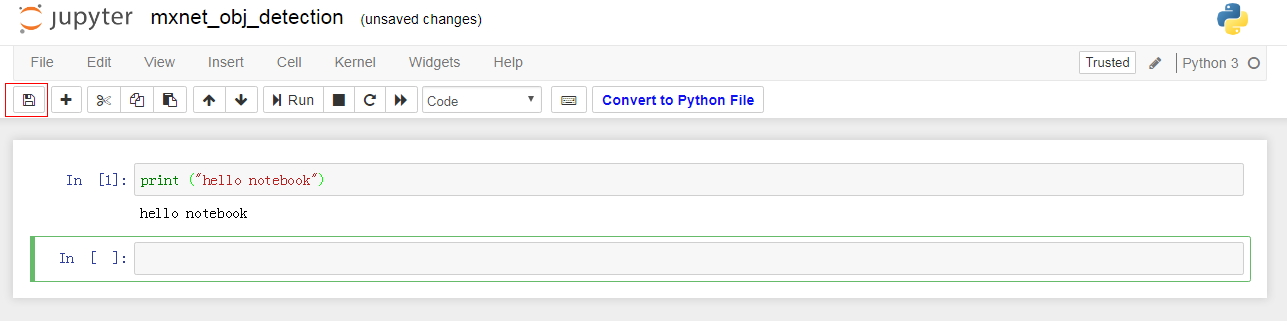 jupyter mxnet_obj_detection (unsaved changes)
File Edit View Insert Cell Kernel Widgets Help Trusted Python 3
Run Code Convert to Python File
In [1]: print ("hello notebook")
hello notebook
In [ ]: